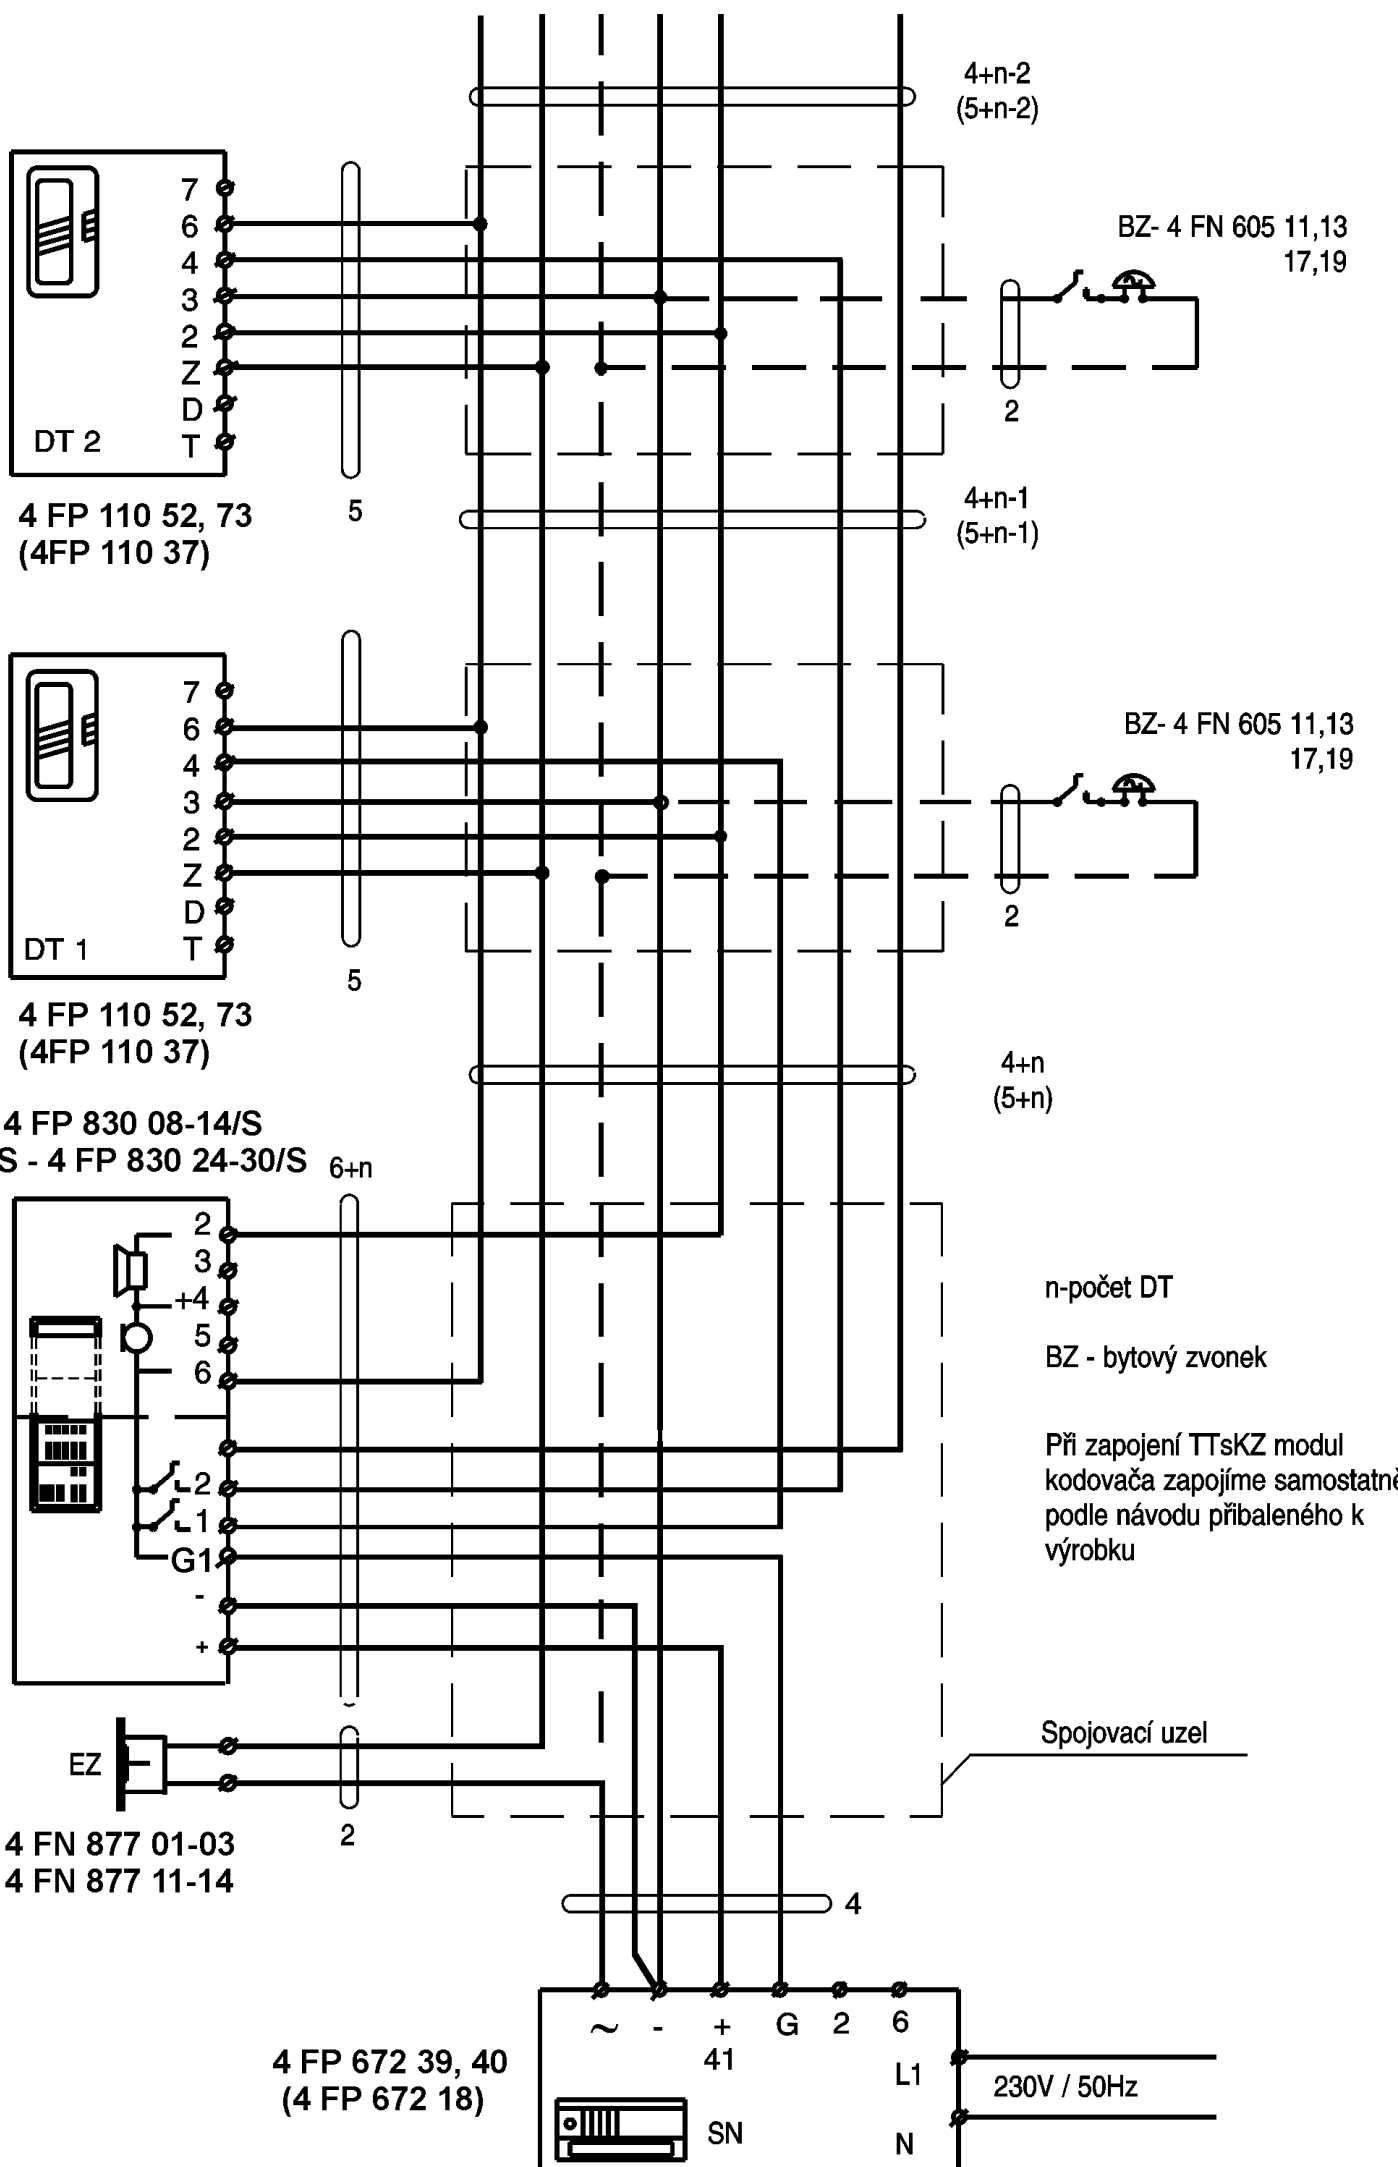 4+n-2
(5+n-2)
7
6
4
3
2
Z
D
T
DT 2
BZ- 4 FN 605 11,13
17,19
2
4 FP 110 52, 73
(4FP 110 37)
5
4+n-1
(5+n-1)
7
6
4
3
2
Z
D
T
DT 1
BZ- 4 FN 605 11,13
17,19
2
4 FP 110 52, 73
(4FP 110 37)
5
4+n
(5+n)
4 FP 830 08-14/S
S - 4 FP 830 24-30/S
6+n
2
3
+4
5
6
2
1
G1
-
+
n-počet DT
BZ - bytový zvonek
Při zapojení TTsKZ modul
kodovača zapojíme samostatně
podle návodu přibaleného k
výrobku
EZ
Spojovací uzel
4 FN 877 01-03
4 FN 877 11-14
2
4
~ - + G 2 6
41
4 FP 672 39, 40
(4 FP 672 18)
L1
230V / 50Hz
SN
N